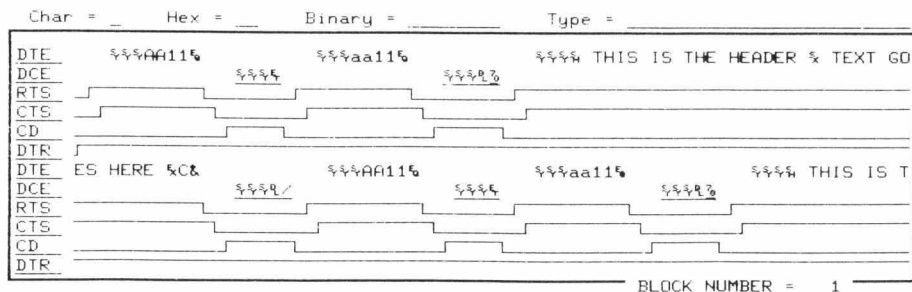 Char = _ Hex = __ Binary = ________ Type =
DTE AA11 aa11 THIS IS THE HEADER TEXT GO
DCE
RTS
CTS
CD
DTR
DTE ES HERE AA11 aa11 THIS IS T
DCE
RTS
CTS
CD
DTR
BLOCK NUMBER = 1